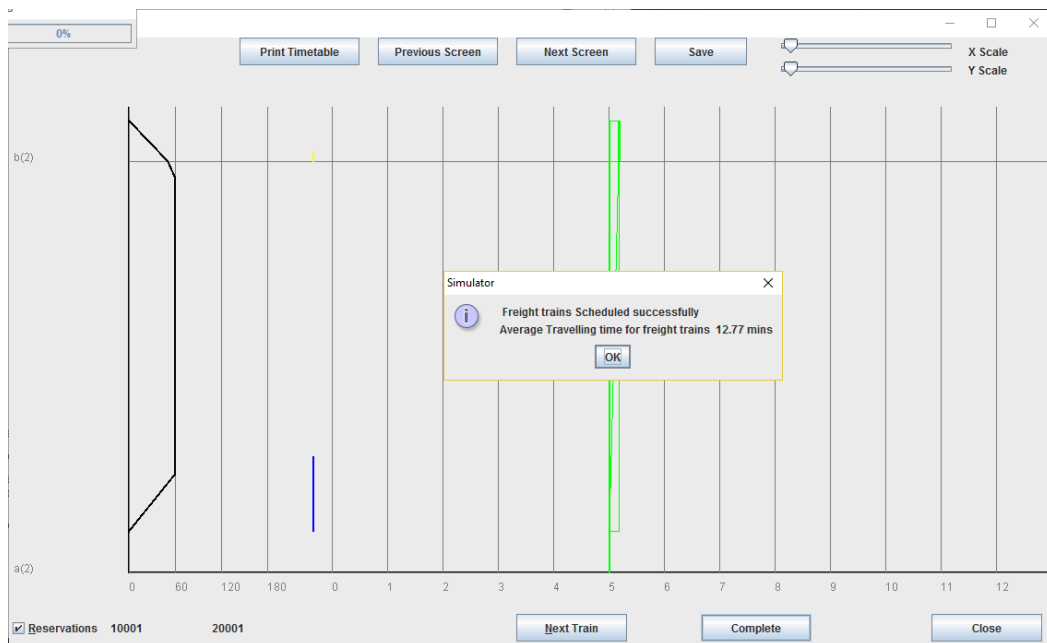 0%
Print Timetable
Previous Screen
Next Screen
Save
X Scale
Y Scale
b(2)
Simulator
Freight trains Scheduled successfully
Average Travelling time for freight trains 12.77 mins
OK
a(2)
0 60 120 180 0 1 2 3 4 5 6 7 8 9 10 11 12
Reservations 10001 20001
Next Train
Complete
Close